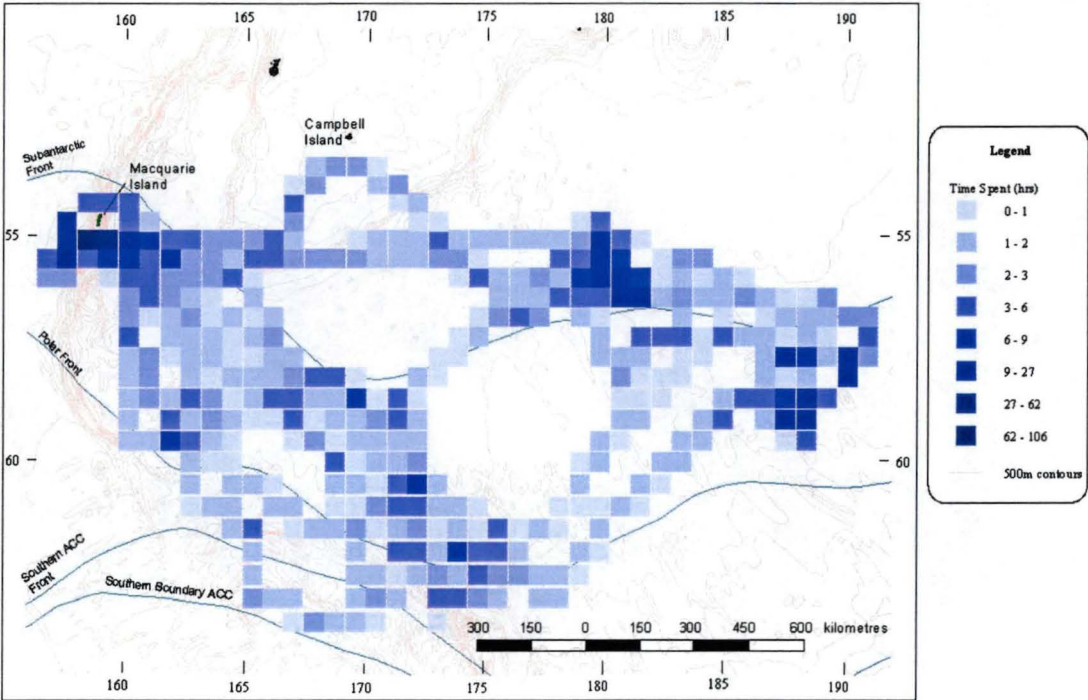 160 165 170 175 180 185 190
Campbell
Island
Subantarctic
Front
Macquarie
Island
55 55
Polar Front
60 60
Southern ACC
Front
Southern Boundary ACC
300 150 0 150 300 450 600 kilometres
160 165 170 175 180 185 190
Legend
Time Spent (hrs)
0 - 1
1 - 2
2 - 3
3 - 6
6 - 9
9 - 27
27 - 62
62 - 106
500m contours